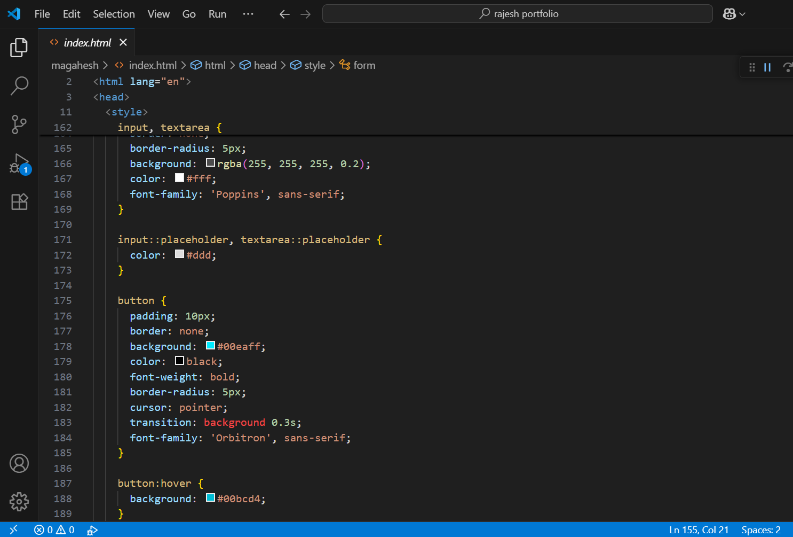 File Edit Selection View Go Run ··· ← → rajesh portfolio
index.html ×
magahesh > index.html > html > head > style > form
2 <html lang="en">
3 <head>
11 <style>
162 input, textarea {
165 border-radius: 5px;
166 background: rgba(255, 255, 255, 0.2);
167 color: #fff;
168 font-family: 'Poppins', sans-serif;
169 }
170
171 input::placeholder, textarea::placeholder {
172 color: #ddd;
173 }
174
175 button {
176 padding: 10px;
177 border: none;
178 background: #00eaff;
179 color: black;
180 font-weight: bold;
181 border-radius: 5px;
182 cursor: pointer;
183 transition: background 0.3s;
184 font-family: 'Orbitron', sans-serif;
185 }
186
187 button:hover {
188 background: #00bcd4;
189 }
1
0 0 Ln 155, Col 21 Spaces: 2